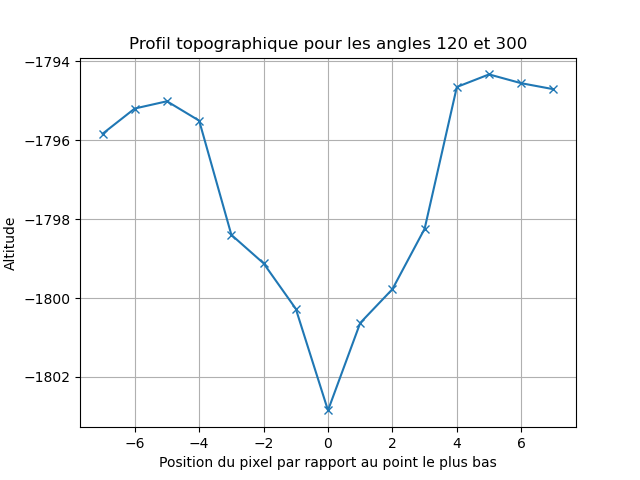 Profil topographique pour les angles 120 et 300
Altitude
−1794
−1796
−1798
−1800
−1802
−6 −4 −2 0 2 4 6
Position du pixel par rapport au point le plus bas